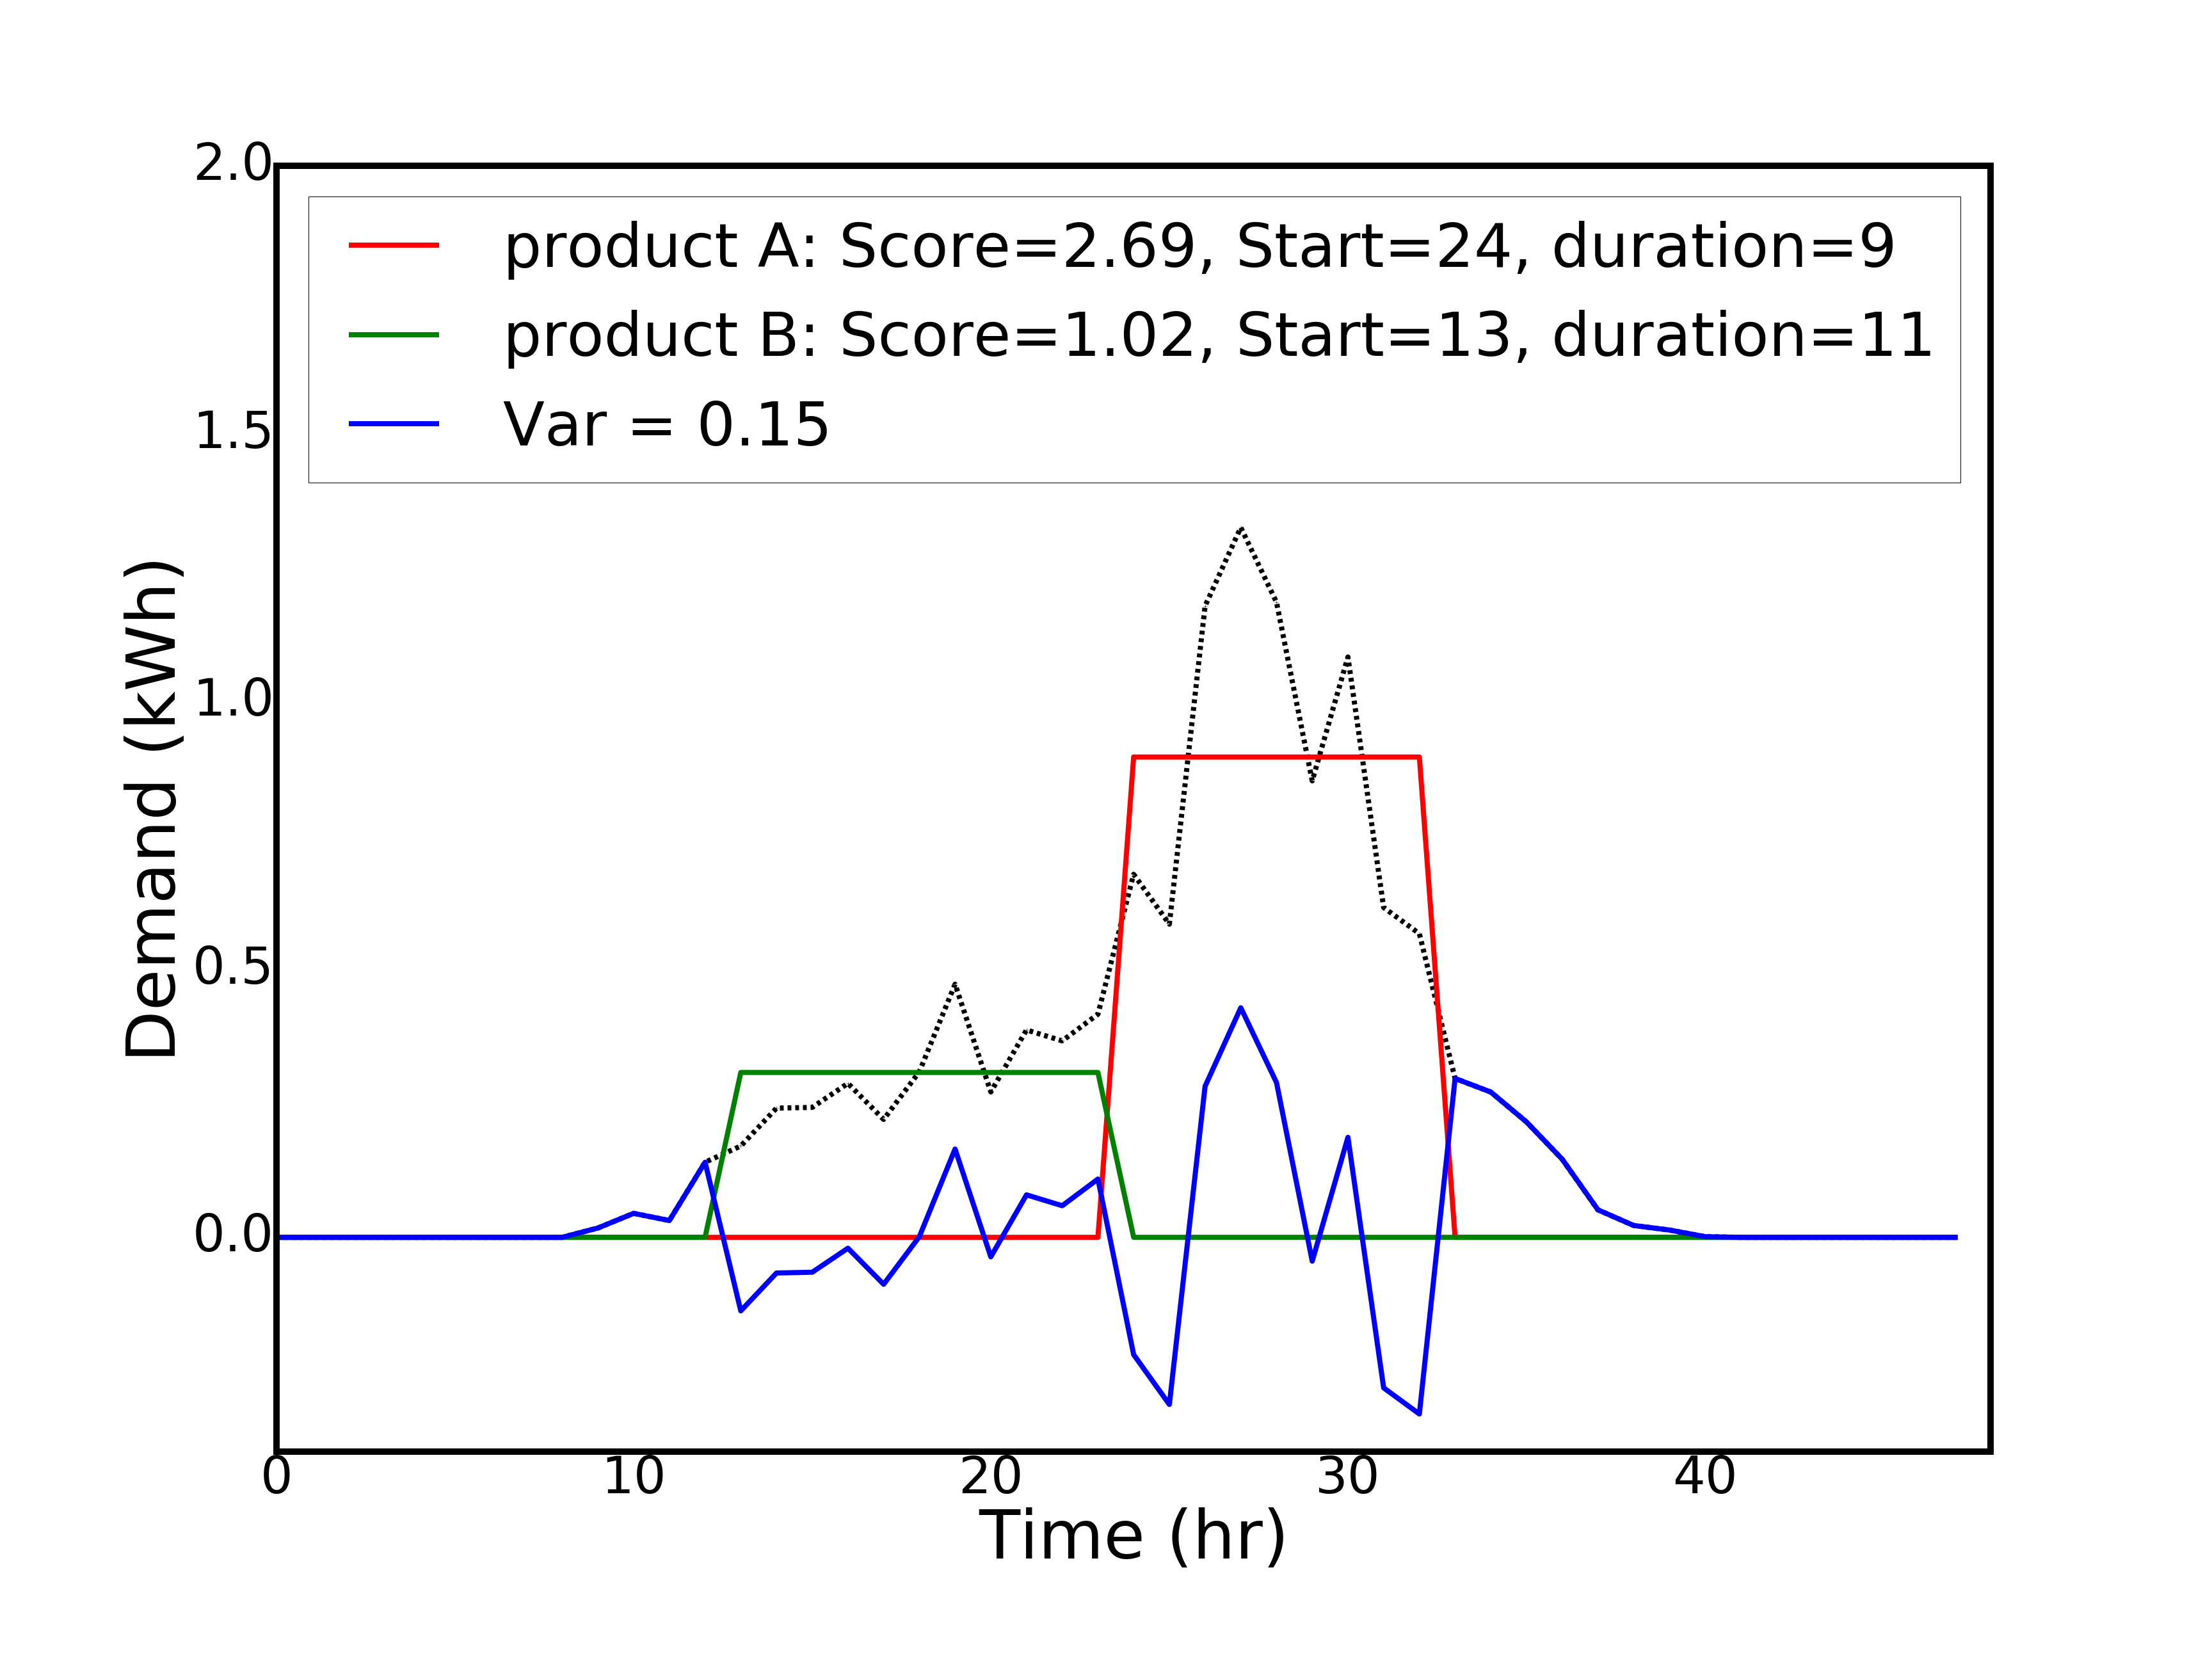 2.0
product A: Score=2.69, Start=24, duration=9
product B: Score=1.02, Start=13, duration=11
Var = 0.15
1.5
1.0
0.5
0.0
Demand (kWh)
0 10 20 30 40
Time (hr)